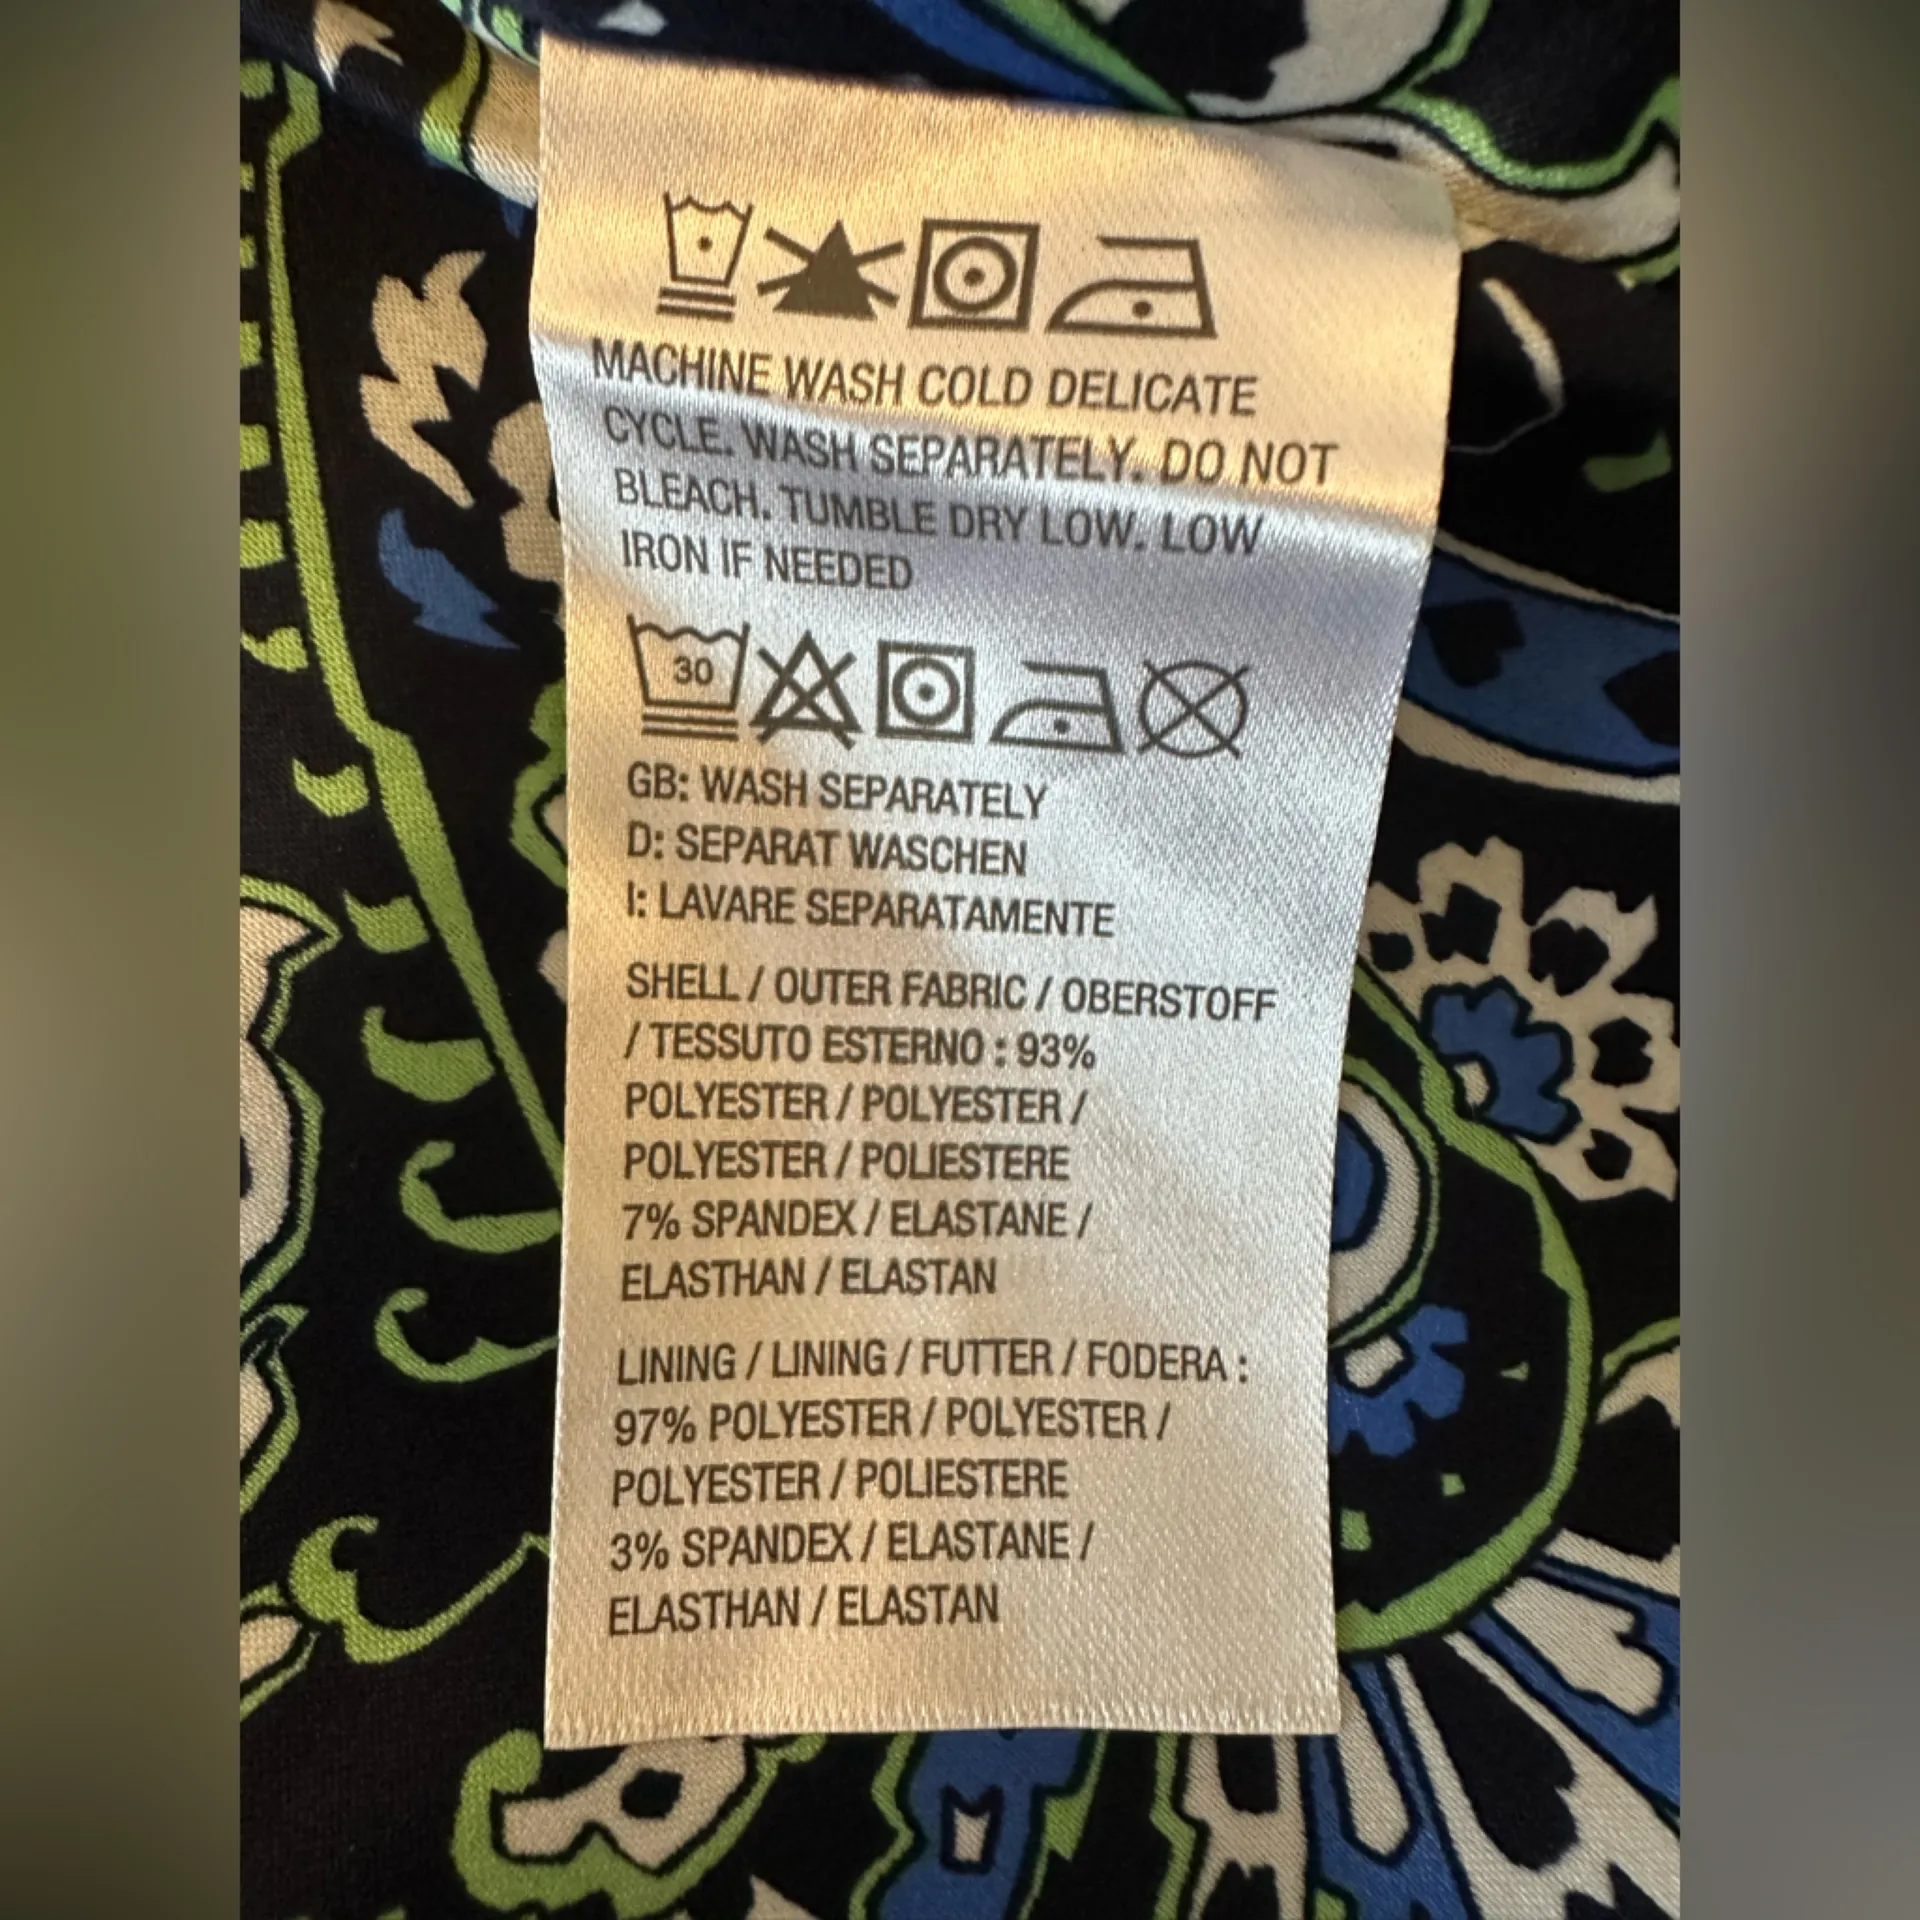 MACHINE WASH COLD DELICATE
CYCLE. WASH SEPARATELY. DO NOT
BLEACH. TUMBLE DRY LOW. LOW
IRON IF NEEDED
30
GB: WASH SEPARATELY
D: SEPARAT WASCHEN
I: LAVARE SEPARATAMENTE
SHELL / OUTER FABRIC / OBERSTOFF
/ TESSUTO ESTERNO : 93%
POLYESTER / POLYESTER /
POLYESTER / POLIESTERE
7% SPANDEX / ELASTANE /
ELASTHAN / ELASTAN
LINING / LINING / FUTTER / FODERA :
97% POLYESTER / POLYESTER /
POLYESTER / POLIESTERE
3% SPANDEX / ELASTANE /
ELASTHAN / ELASTAN